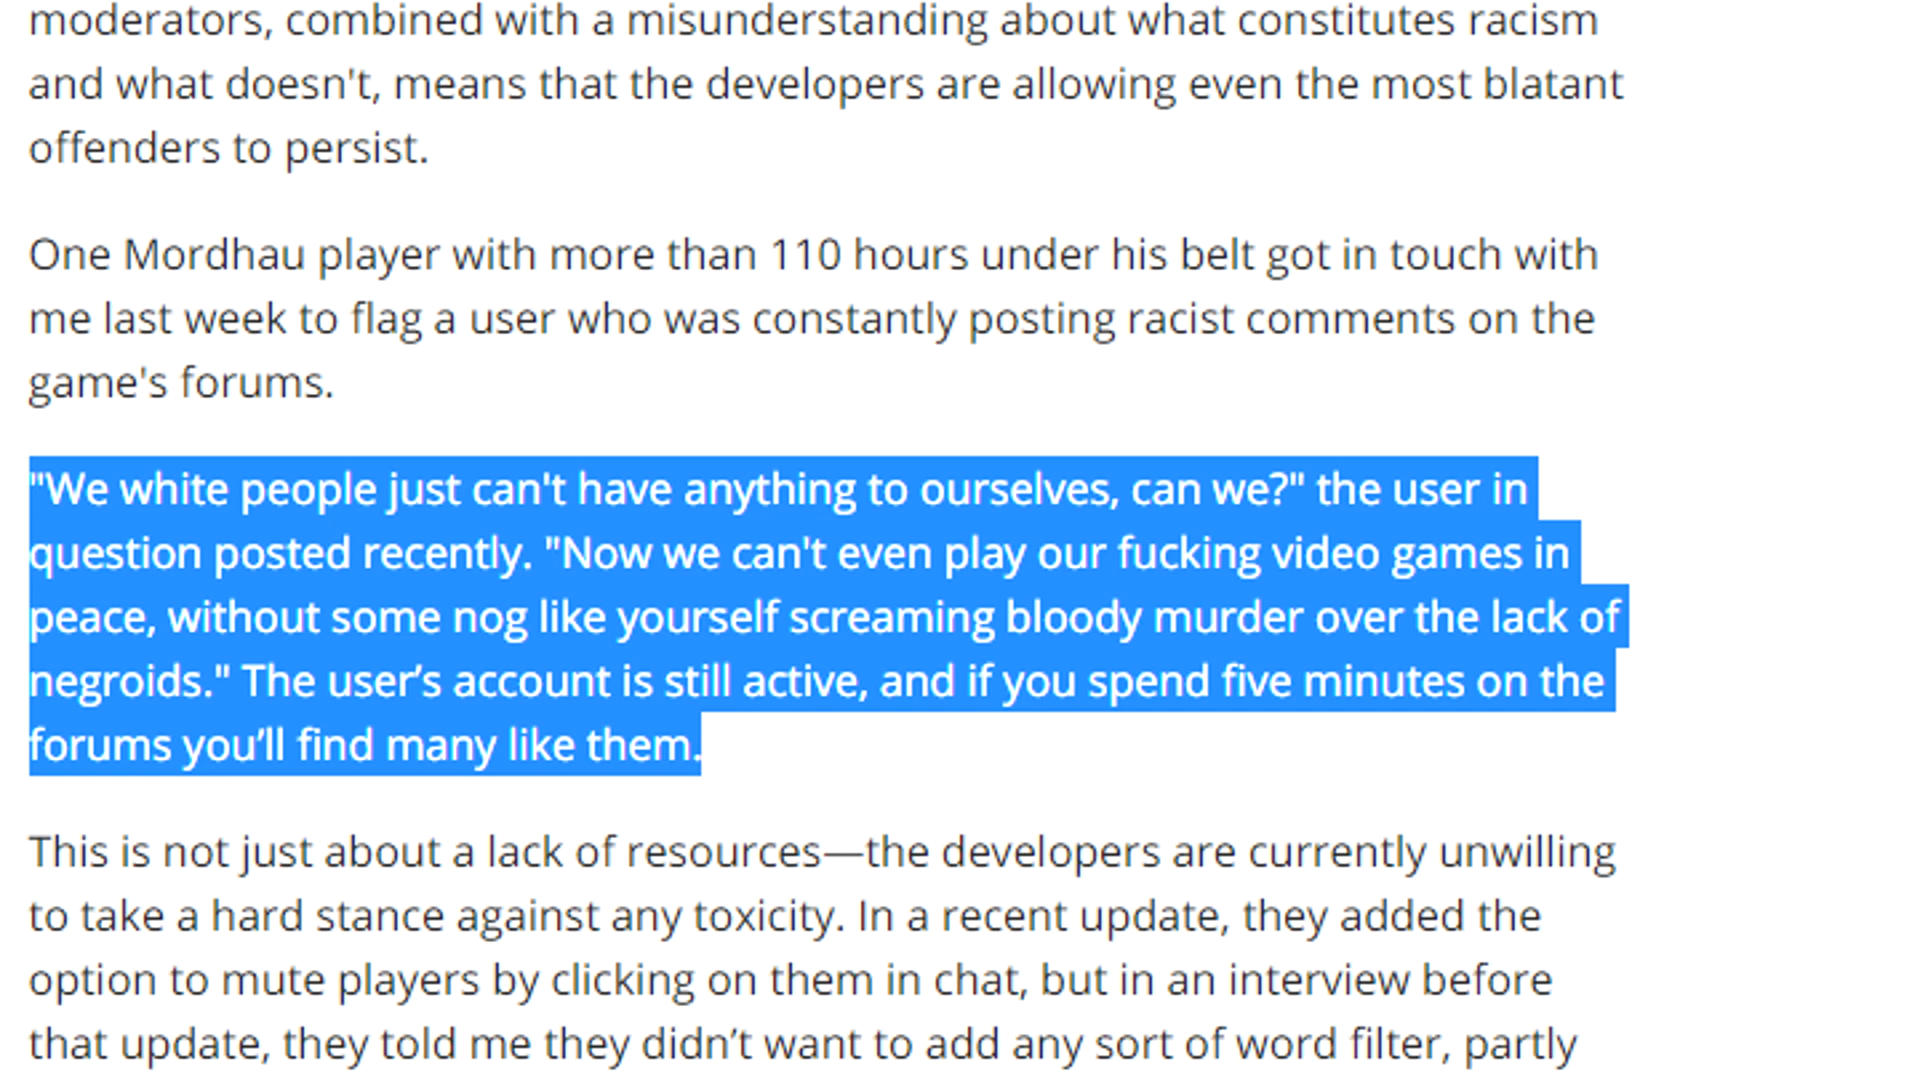 moderators, combined with a misunderstanding about what constitutes racism
and what doesn't, means that the developers are allowing even the most blatant
offenders to persist.
One Mordhau player with more than 110 hours under his belt got in touch with
me last week to flag a user who was constantly posting racist comments on the
game's forums.
"We white people just can't have anything to ourselves, can we?" the user in
question posted recently. "Now we can't even play our fucking video games in
peace, without some nog like yourself screaming bloody murder over the lack of
negroids." The user’s account is still active, and if you spend five minutes on the
forums you’ll find many like them.
This is not just about a lack of resources—the developers are currently unwilling
to take a hard stance against any toxicity. In a recent update, they added the
option to mute players by clicking on them in chat, but in an interview before
that update, they told me they didn’t want to add any sort of word filter, partly